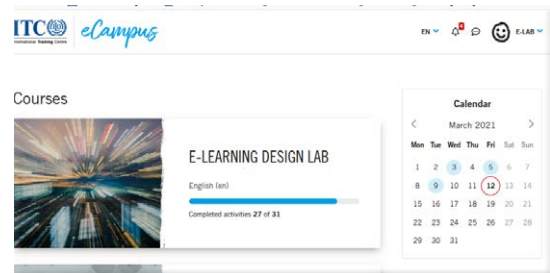 ITC eCampus
International Training Centre
EN
E-LAB
Courses
E-LEARNING DESIGN LAB
English (en)
Completed activities 27 of 31
Calendar
March 2021
Mon Tue Wed Thu Fri Sat Sun
1 2 3 4 5 6 7
8 9 10 11 12 13 14
15 16 17 18 19 20 21
22 23 24 25 26 27 28
29 30 31